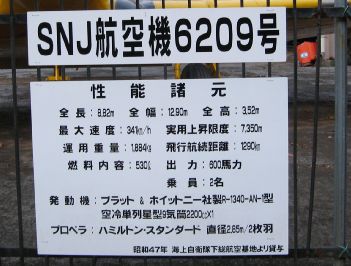 SNJ航空機6209号
性能諸元
全長:8.82m 全幅:12.90m 全高:3.52m
最大速度:341km/h 実用上昇限度:7,350m
運用重量:1,884kg 飛行航続距離:1290km
燃料内容:530ℓ 出力:600馬力
乗員:2名
発動機:プラット&ホイットニー社製R-1340-AN-1型
空冷単列星型9気筒2200cc×1
プロペラ:ハミルトン・スタンダード 直径2.65m/2枚羽
昭和47年 海上自衛隊下総航空基地より貸与